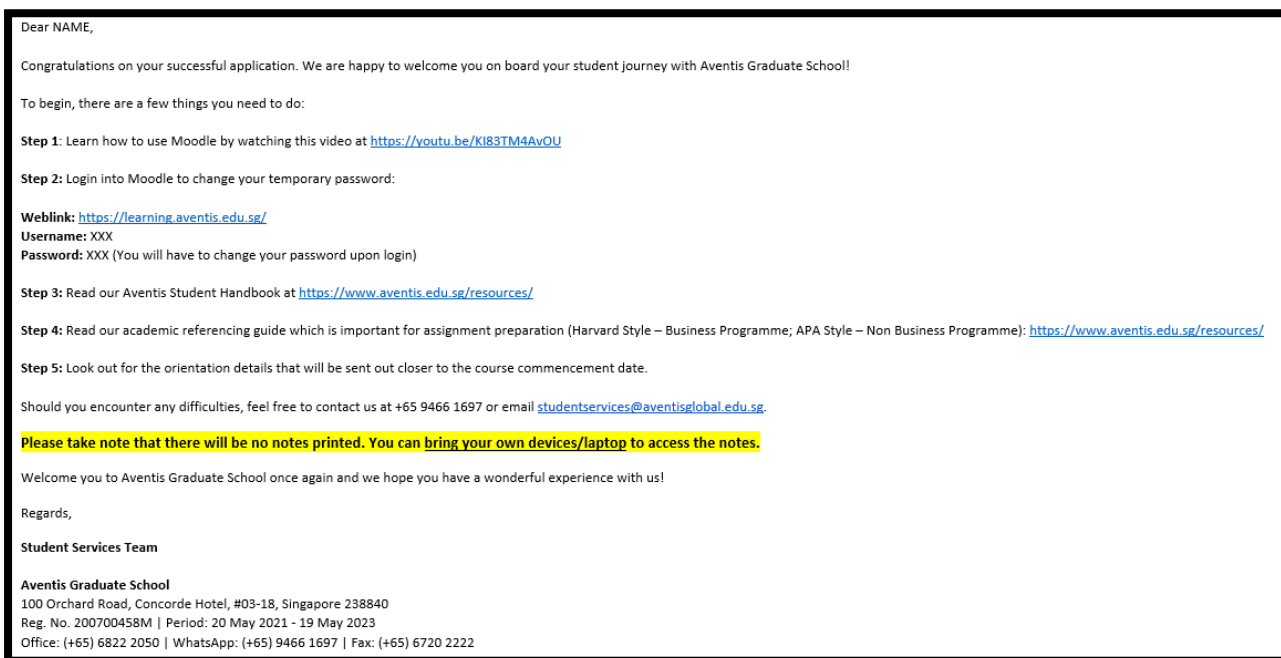 Dear NAME,
Congratulations on your successful application. We are happy to welcome you on board your student journey with Aventis Graduate School!
To begin, there are a few things you need to do:
Step 1: Learn how to use Moodle by watching this video at https://youtu.be/KI83TM4AvOU
Step 2: Login into Moodle to change your temporary password:
Weblink: https://learning.aventis.edu.sg/
Username: XXX
Password: XXX (You will have to change your password upon login)
Step 3: Read our Aventis Student Handbook at https://www.aventis.edu.sg/resources/
Step 4: Read our academic referencing guide which is important for assignment preparation (Harvard Style – Business Programme; APA Style – Non Business Programme): https://www.aventis.edu.sg/resources/
Step 5: Look out for the orientation details that will be sent out closer to the course commencement date.
Should you encounter any difficulties, feel free to contact us at +65 9466 1697 or email studentservices@aventisglobal.edu.sg.
Please take note that there will be no notes printed. You can bring your own devices/laptop to access the notes.
Welcome you to Aventis Graduate School once again and we hope you have a wonderful experience with us!
Regards,
Student Services Team
Aventis Graduate School
100 Orchard Road, Concorde Hotel, #03-18, Singapore 238840
Reg. No. 200700458M | Period: 20 May 2021 - 19 May 2023
Office: (+65) 6822 2050 | WhatsApp: (+65) 9466 1697 | Fax: (+65) 6720 2222